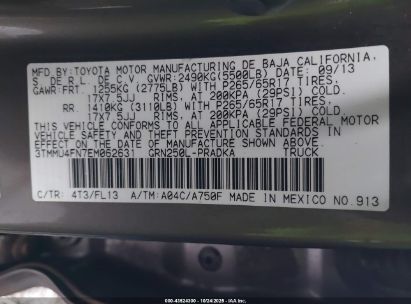 MFD.BY:TOYOTA MOTOR MANUFACTURING DE BAJA CALIFORNIA,
S. DE R.L. DE C.V. GVWR:2490KG(5500LB) DATE: 09/13
GAWR:FRT. 1255KG (2775LB) WITH P265/65R17 TIRES,
17X7.5JJ RIMS, AT 200KPA (29PSI) COLD.
RR. 1410KG (3110LB) WITH P265/65R17 TIRES,
17X7.5JJ RIMS, AT 200KPA (29PSI) COLD.
THIS VEHICLE CONFORMS TO ALL APPLICABLE FEDERAL MOTOR
VEHICLE SAFETY AND THEFT PREVENTION STANDARDS IN
EFFECT ON THE DATE OF MANUFACTURE SHOWN ABOVE.
3TMMU4FN7EM062631 GRN250L-PRADKA TRUCK
C/TR: 4T3/FL13 A/TM:A04C/A750F MADE IN MEXICO NO.913